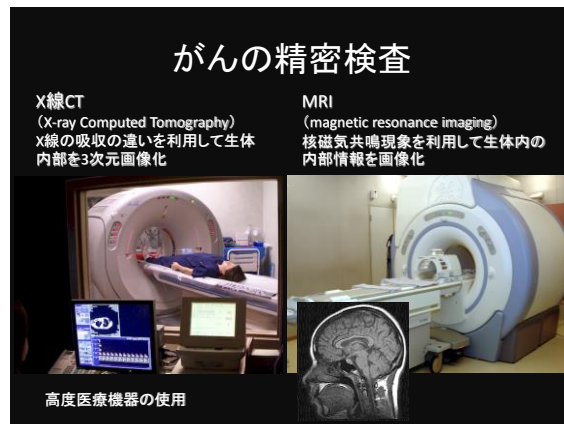 がんの精密検査
X線CT
（X-ray Computed Tomography）
X線の吸収の違いを利用して生体
内部を3次元画像化
MRI
（magnetic resonance imaging）
核磁気共鳴現象を利用して生体内の
内部情報を画像化
高度医療機器の使用